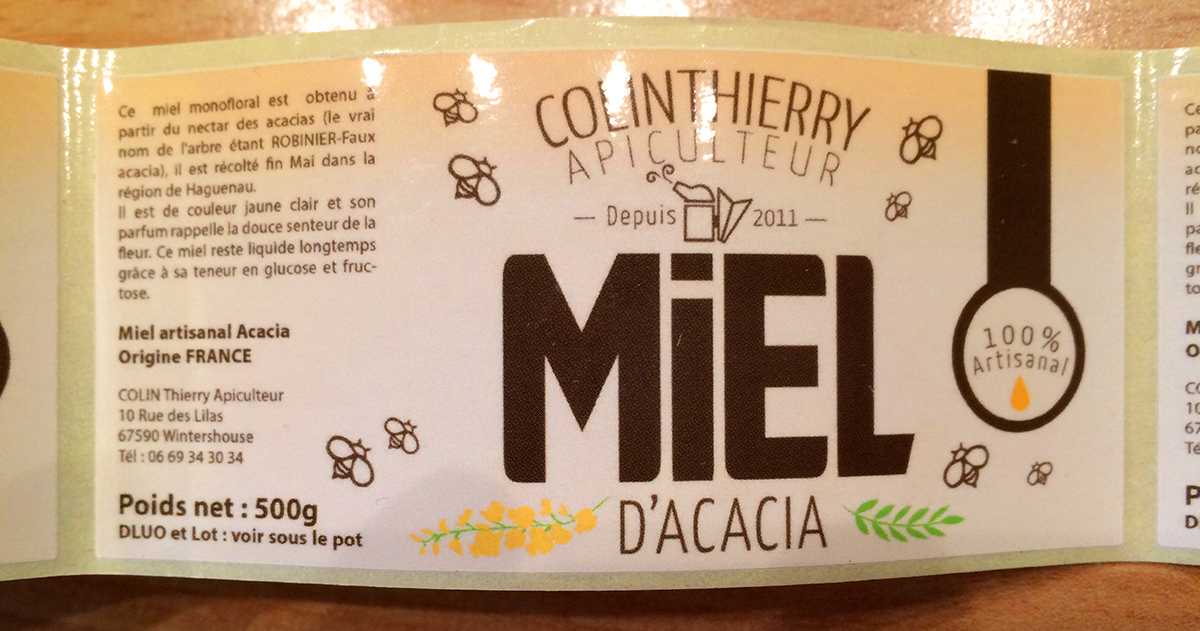 Ce miel monofloral est obtenu à
partir du nectar des acacias (le vrai
nom de l'arbre étant ROBINIER-Faux
acacia), il est récolté fin Mai dans la
région de Haguenau.
Il est de couleur jaune clair et son
parfum rappelle la douce senteur de la
fleur. Ce miel reste liquide longtemps
grâce à sa teneur en glucose et fruc-
tose.
Miel artisanal Acacia
Origine FRANCE
COLIN Thierry Apiculteur
10 Rue des Lilas
67590 Wintershouse
Tél : 06 69 34 30 34
Poids net : 500g
DLUO et Lot : voir sous le pot
COLINTHIERRY
APICULTEUR
— Depuis 2011 —
MiEL
D'ACACIA
100%
Artisanal